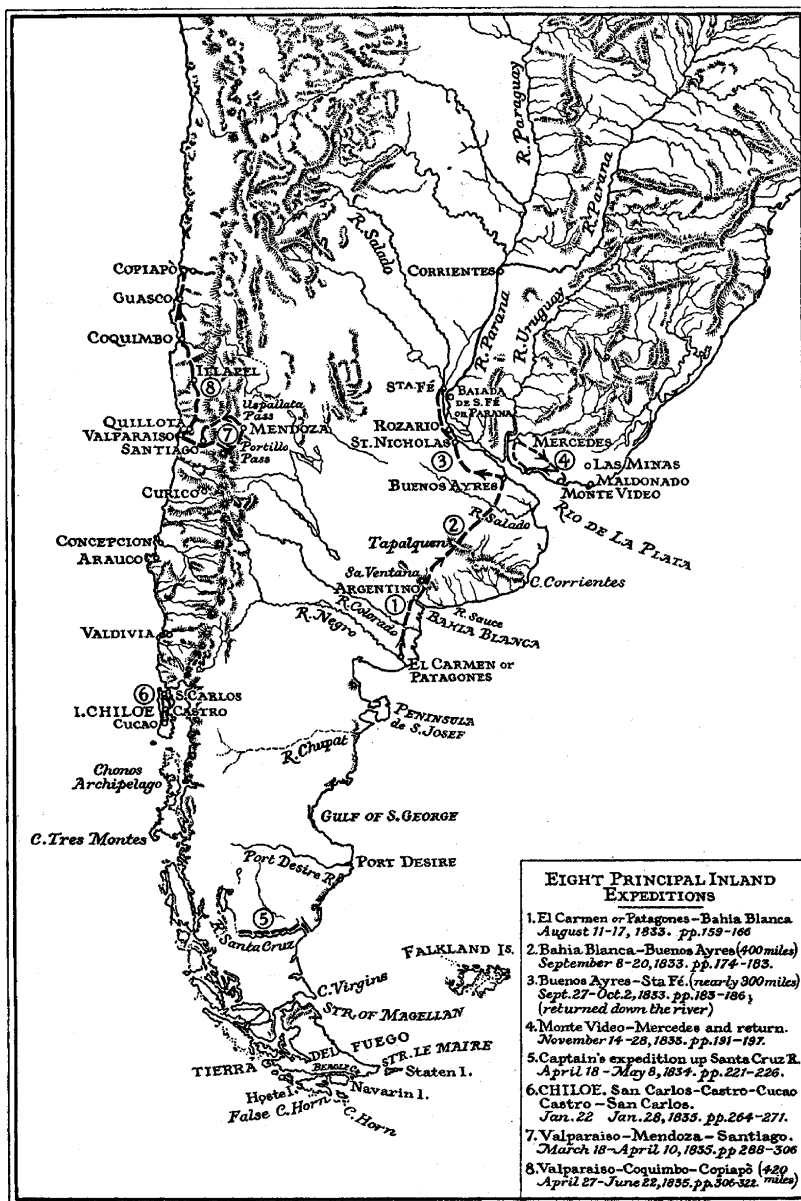 R. Paraguay
R. Parana
R. Salado
COPIAPÒ
CORRIENTES
GUASCO
R. Parana
R. Uruguay
COQUIMBO
ILLAPEL
8
STA FÉ
BAJADA
DE S. FÉ
OR PARANA
Uspallata
Pass
QUILLOTA
VALPARAISO
SANTIAGO
7
MENDOZA
Portillo
Pass
ROZARIO
ST. NICHOLAS
3
MERCEDES
4
LAS MINAS
MALDONADO
MONTE VIDEO
BUENOS AYRES
CURICO
RIO DE LA PLATA
R. Salado
2
CONCEPCION
ARAUCO
Tapalquen
Sa Ventana
ARGENTINO
C. Corrientes
1
R. Colorado
R. Negro
R. Sauce
BAHIA BLANCA
VALDIVIA
EL CARMEN or
PATAGONES
6
S. CARLOS
I. CHILOE
CASTRO
CUCAO
PENINSULA
de S. JOSEF
R. Chupat
Chonos
Archipelago
GULF OF S. GEORGE
C. Tres Montes
Port Desire R.
PORT DESIRE
5
R. Santa Cruz
FALKLAND IS.
C. Virgins
STR. OF MAGELLAN
TIERRA DEL FUEGO
STR. LE MAIRE
BEAGLE C.
Staten I.
Hoste I.
Navarin I.
False C. Horn
C. Horn
EIGHT PRINCIPAL INLAND
EXPEDITIONS
1. El Carmen or Patagones–Bahia Blanca
August 11–17, 1833. pp. 159–166
2. Bahia Blanca–Buenos Ayres (400 miles)
September 8–20, 1833. pp. 174–183.
3. Buenos Ayres–Sta Fé. (nearly 300 miles)
Sept. 27–Oct. 2, 1833. pp. 183–186;
(returned down the river)
4. Monte Video–Mercedes and return.
November 14–28, 1833. pp. 191–197.
5. Captain's expedition up Santa Cruz R.
April 18–May 8, 1834. pp. 221–226.
6. CHILOE. San Carlos–Castro–Cucao
Castro–San Carlos.
Jan. 22 Jan. 28, 1835. pp. 264–271.
7. Valparaiso–Mendoza–Santiago.
March 18–April 10, 1835. pp 288–306
8. Valparaiso–Coquimbo–Copiapò (420
April 27–June 22, 1835. pp. 306–322. miles)